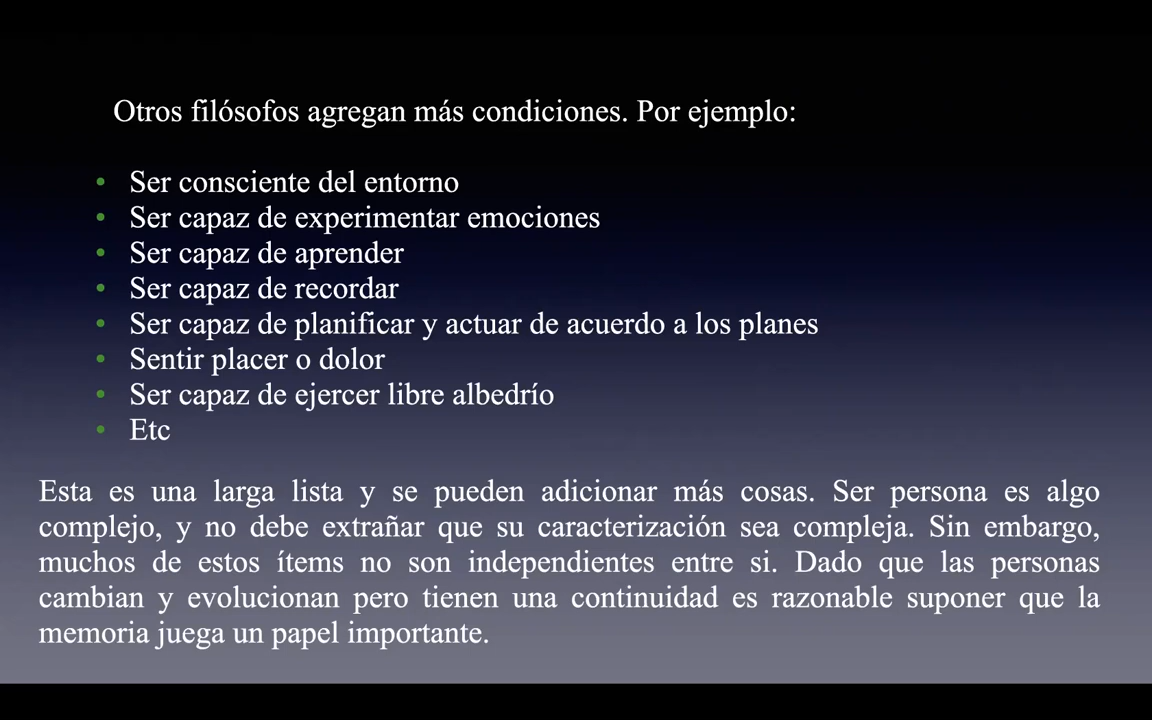 Otros filósofos agregan más condiciones. Por ejemplo:
• Ser consciente del entorno
• Ser capaz de experimentar emociones
• Ser capaz de aprender
• Ser capaz de recordar
• Ser capaz de planificar y actuar de acuerdo a los planes
• Sentir placer o dolor
• Ser capaz de ejercer libre albedrío
• Etc
Esta es una larga lista y se pueden adicionar más cosas. Ser persona es algo
complejo, y no debe extrañar que su caracterización sea compleja. Sin embargo,
muchos de estos ítems no son independientes entre si. Dado que las personas
cambian y evolucionan pero tienen una continuidad es razonable suponer que la
memoria juega un papel importante.